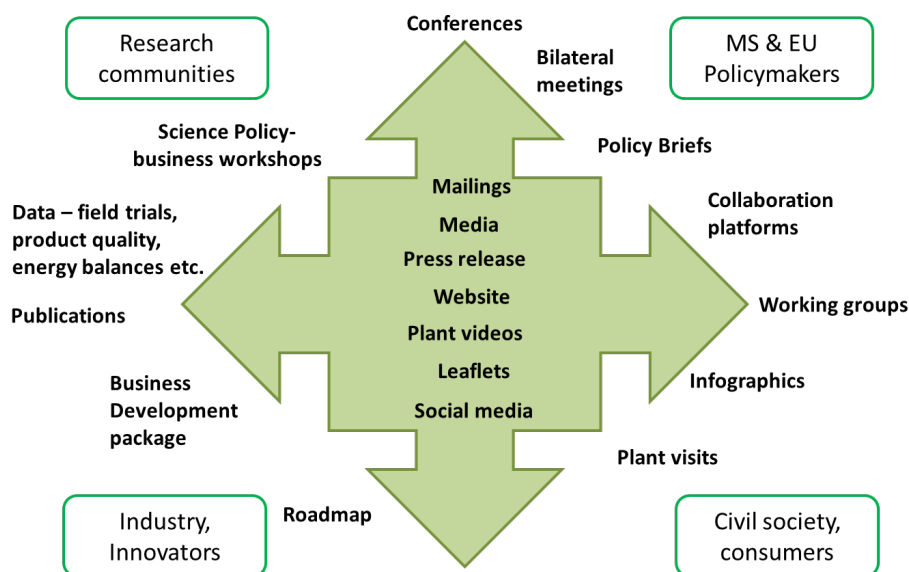 Conferences
Research
communities
Bilateral
meetings
MS & EU
Policymakers
Science Policy-
business workshops
Policy Briefs
Mailings
Media
Press release
Website
Plant videos
Leaflets
Social media
Data – field trials,
product quality,
energy balances etc.
Collaboration
platforms
Publications
Working groups
Business
Development
package
Infographics
Plant visits
Roadmap
Industry,
Innovators
Civil society,
consumers